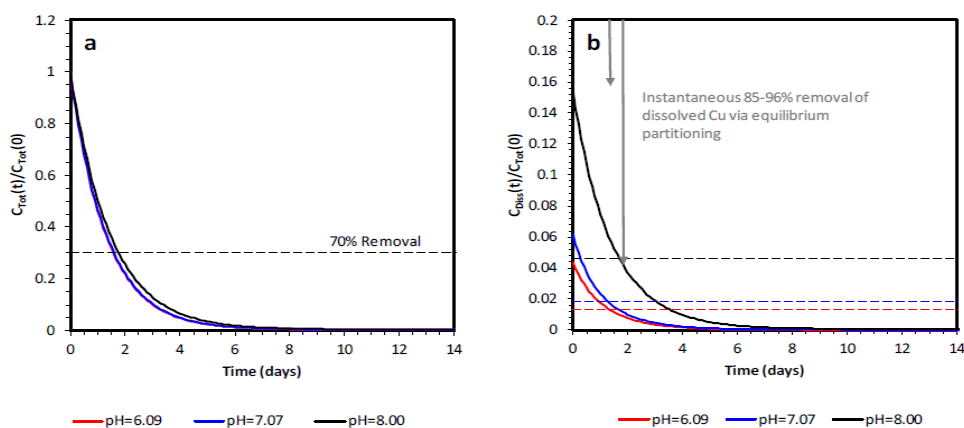 a
1.2
1
0.8
0.6
0.4
0.2
0
C_Tot(t)/C_Tot(0)
70% Removal
0 2 4 6 8 10 12 14
Time (days)
pH=6.09 pH=7.07 pH=8.00
b
0.2
0.18
0.16
0.14
0.12
0.1
0.08
0.06
0.04
0.02
0
C_Diss(t)/C_Tot(0)
Instantaneous 85-96% removal of
dissolved Cu via equilibrium
partitioning
0 2 4 6 8 10 12 14
Time (days)
pH=6.09 pH=7.07 pH=8.00